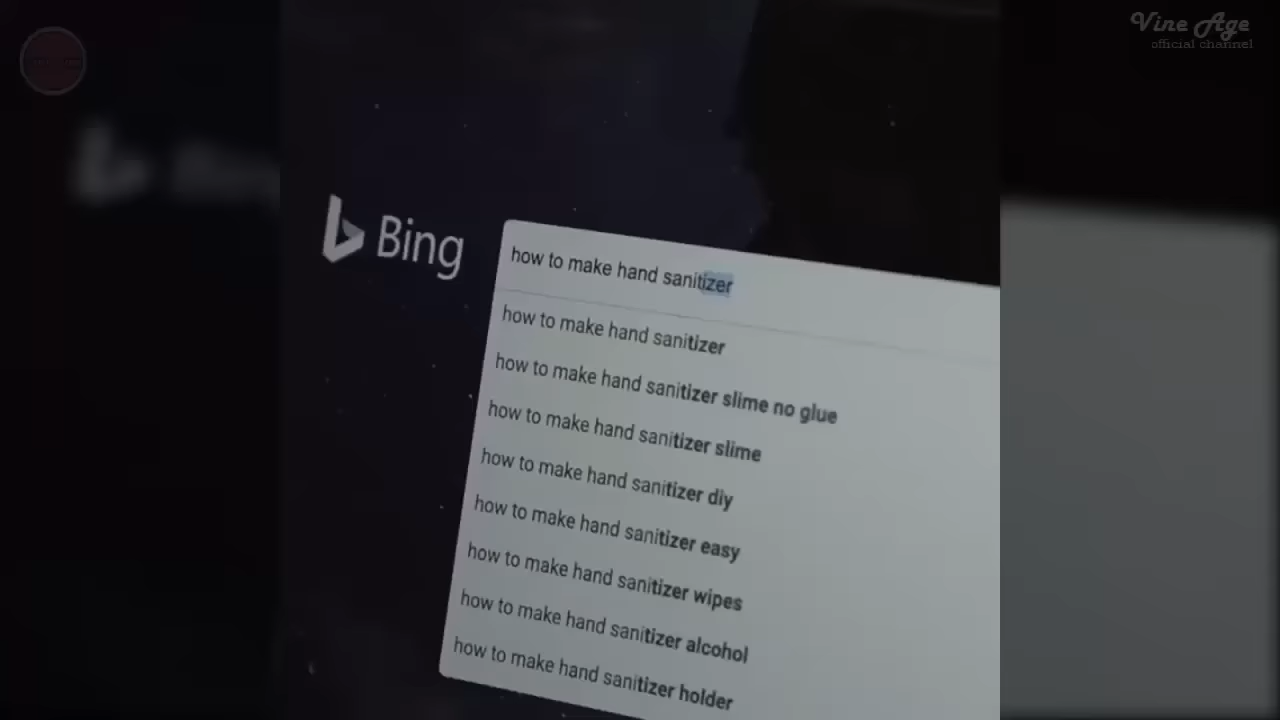 Vine Age
official channel
Bing
how to make hand sanitizer
how to make hand sanitizer
how to make hand sanitizer slime no glue
how to make hand sanitizer slime
how to make hand sanitizer diy
how to make hand sanitizer easy
how to make hand sanitizer wipes
how to make hand sanitizer alcohol
how to make hand sanitizer holder